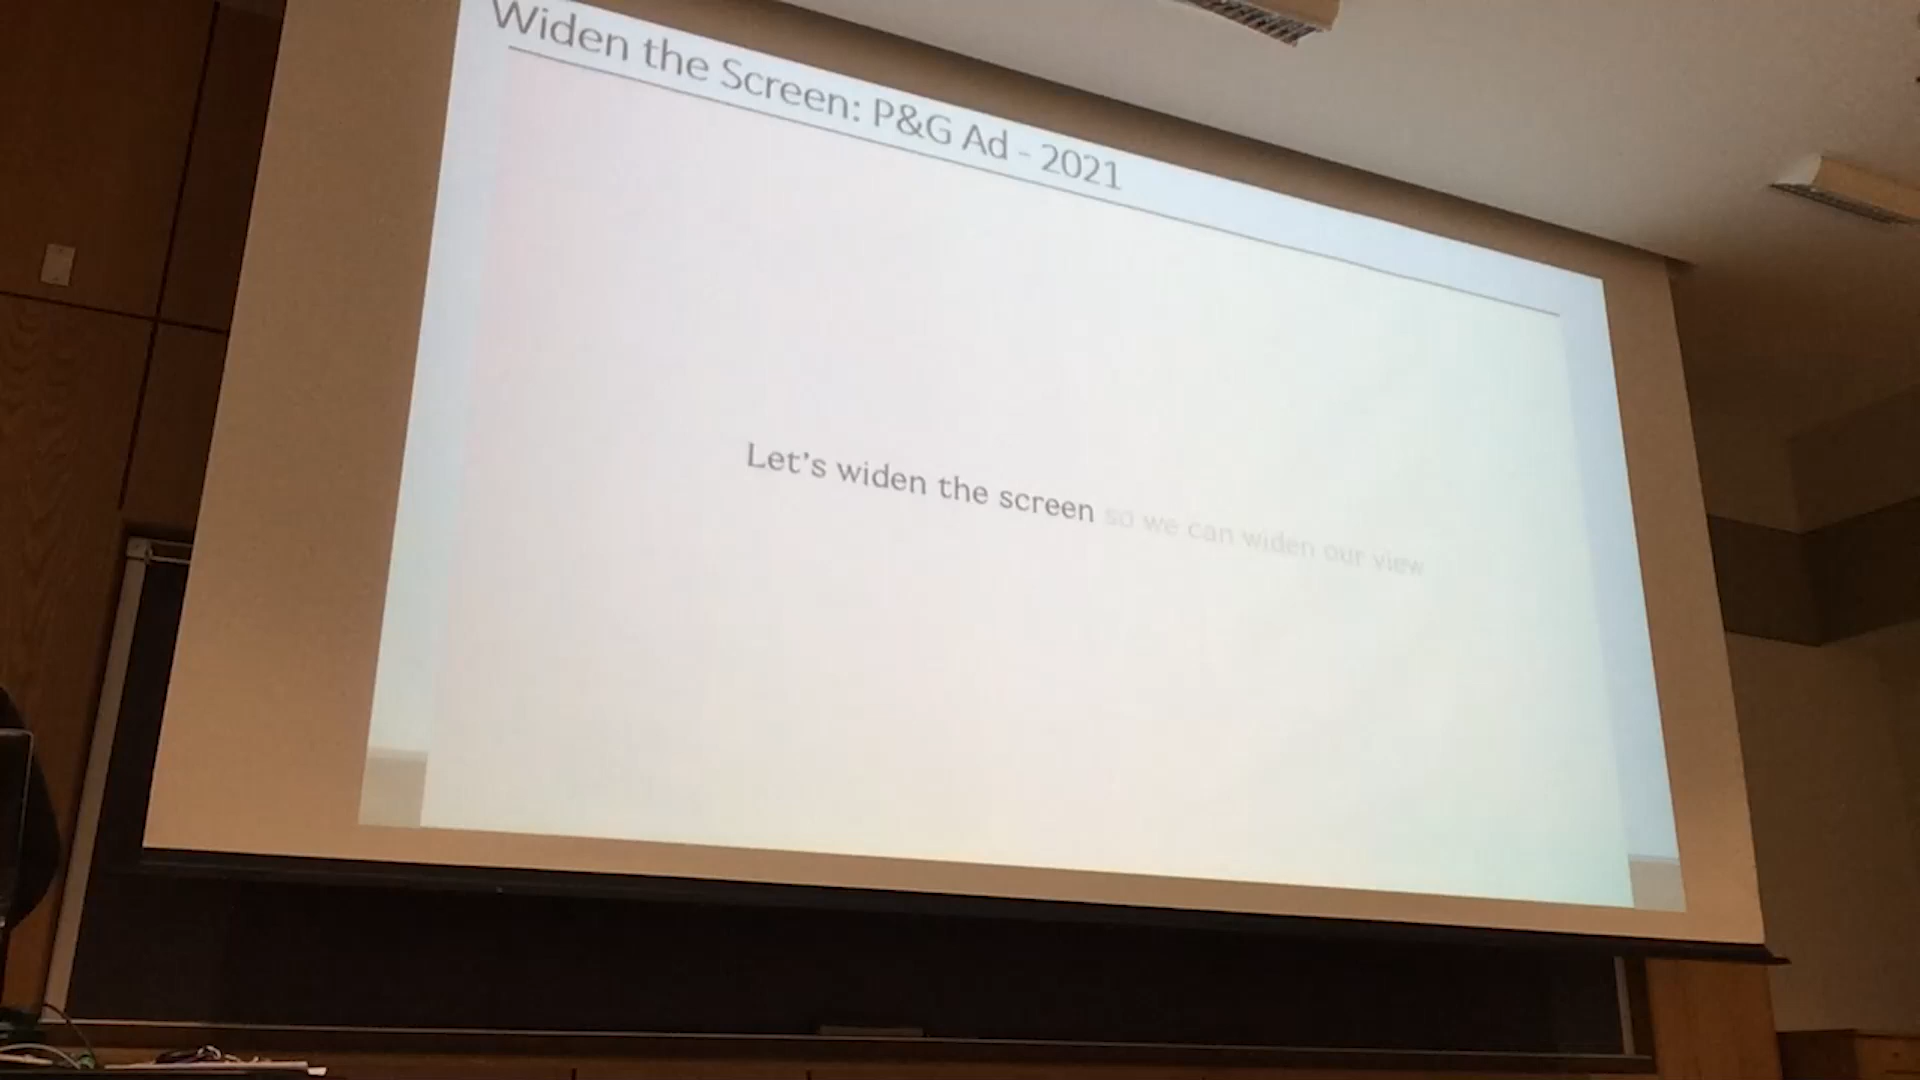 Widen the Screen: P&G Ad - 2021
Let's widen the screen so we can widen our view